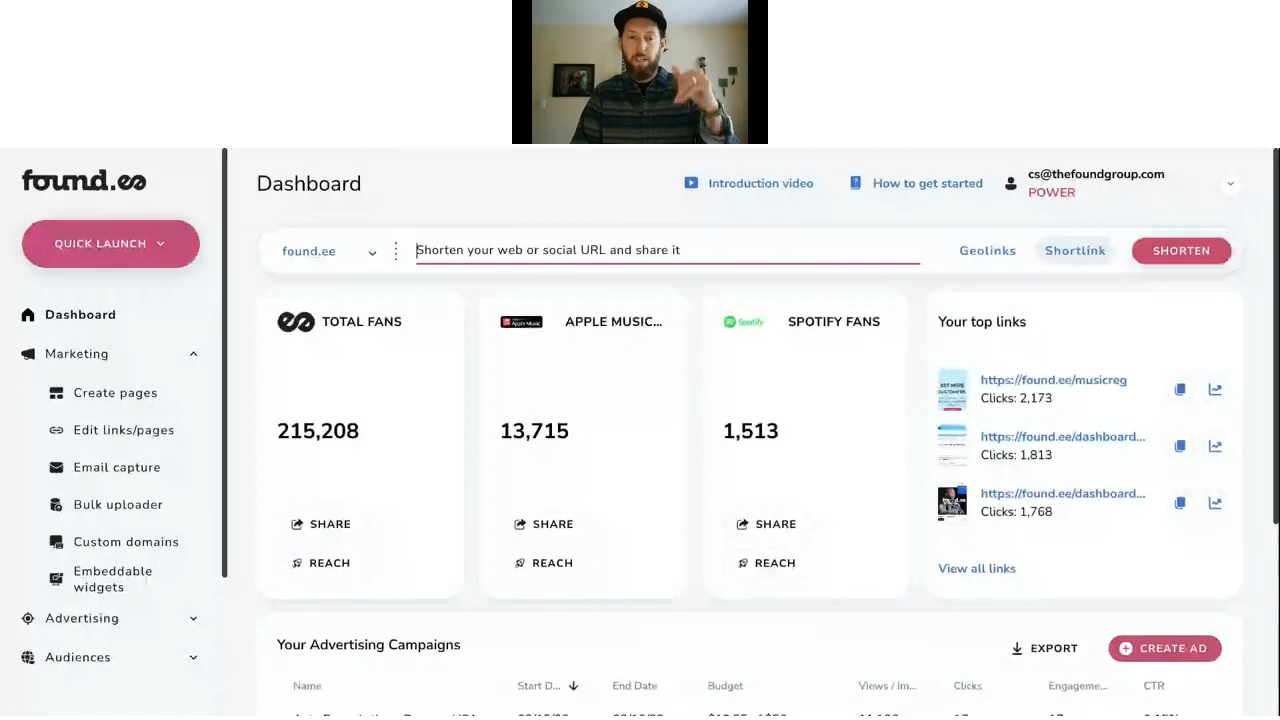 found.ee
Dashboard
Introduction video
How to get started
cs@thefoundgroup.com
POWER
QUICK LAUNCH
found.ee
Shorten your web or social URL and share it
Geolinks
Shortlink
SHORTEN
Dashboard
Marketing
Create pages
Edit links/pages
Email capture
Bulk uploader
Custom domains
Embeddable
widgets
Advertising
Audiences
TOTAL FANS
215,208
SHARE
REACH
Apple Music
APPLE MUSIC...
13,715
SHARE
REACH
Spotify
SPOTIFY FANS
1,513
SHARE
REACH
Your top links
https://found.ee/musicreg
Clicks: 2,173
https://found.ee/dashboard...
Clicks: 1,813
https://found.ee/dashboard...
Clicks: 1,768
View all links
Your Advertising Campaigns
EXPORT
CREATE AD
Name
Start D...
End Date
Budget
Views / Im...
Clicks
Engageme...
CTR